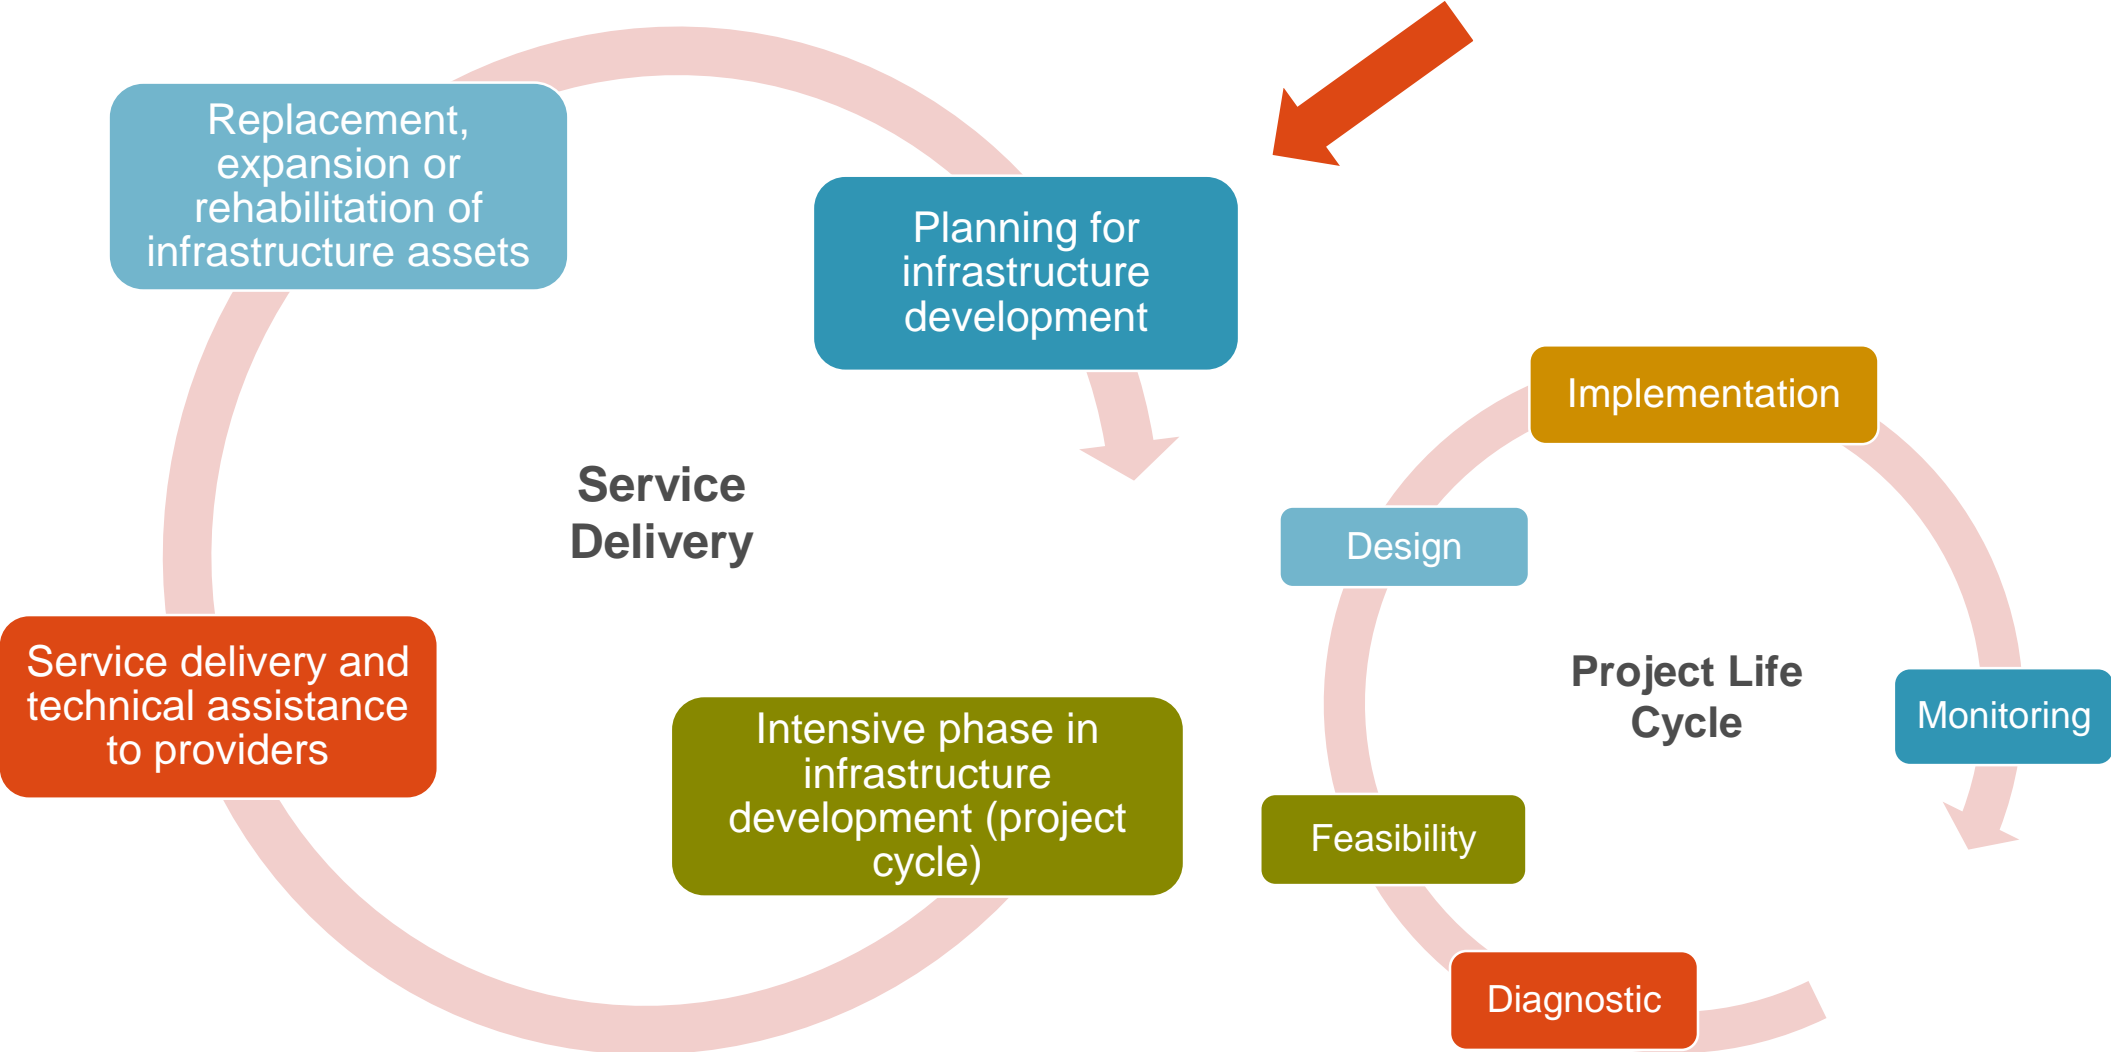 Replacement,
expansion or
rehabilitation of
infrastructure assets
Planning for
infrastructure
development
Service
Delivery
Service delivery and
technical assistance
to providers
Intensive phase in
infrastructure
development (project
cycle)
Implementation
Design
Project Life
Cycle
Monitoring
Feasibility
Diagnostic